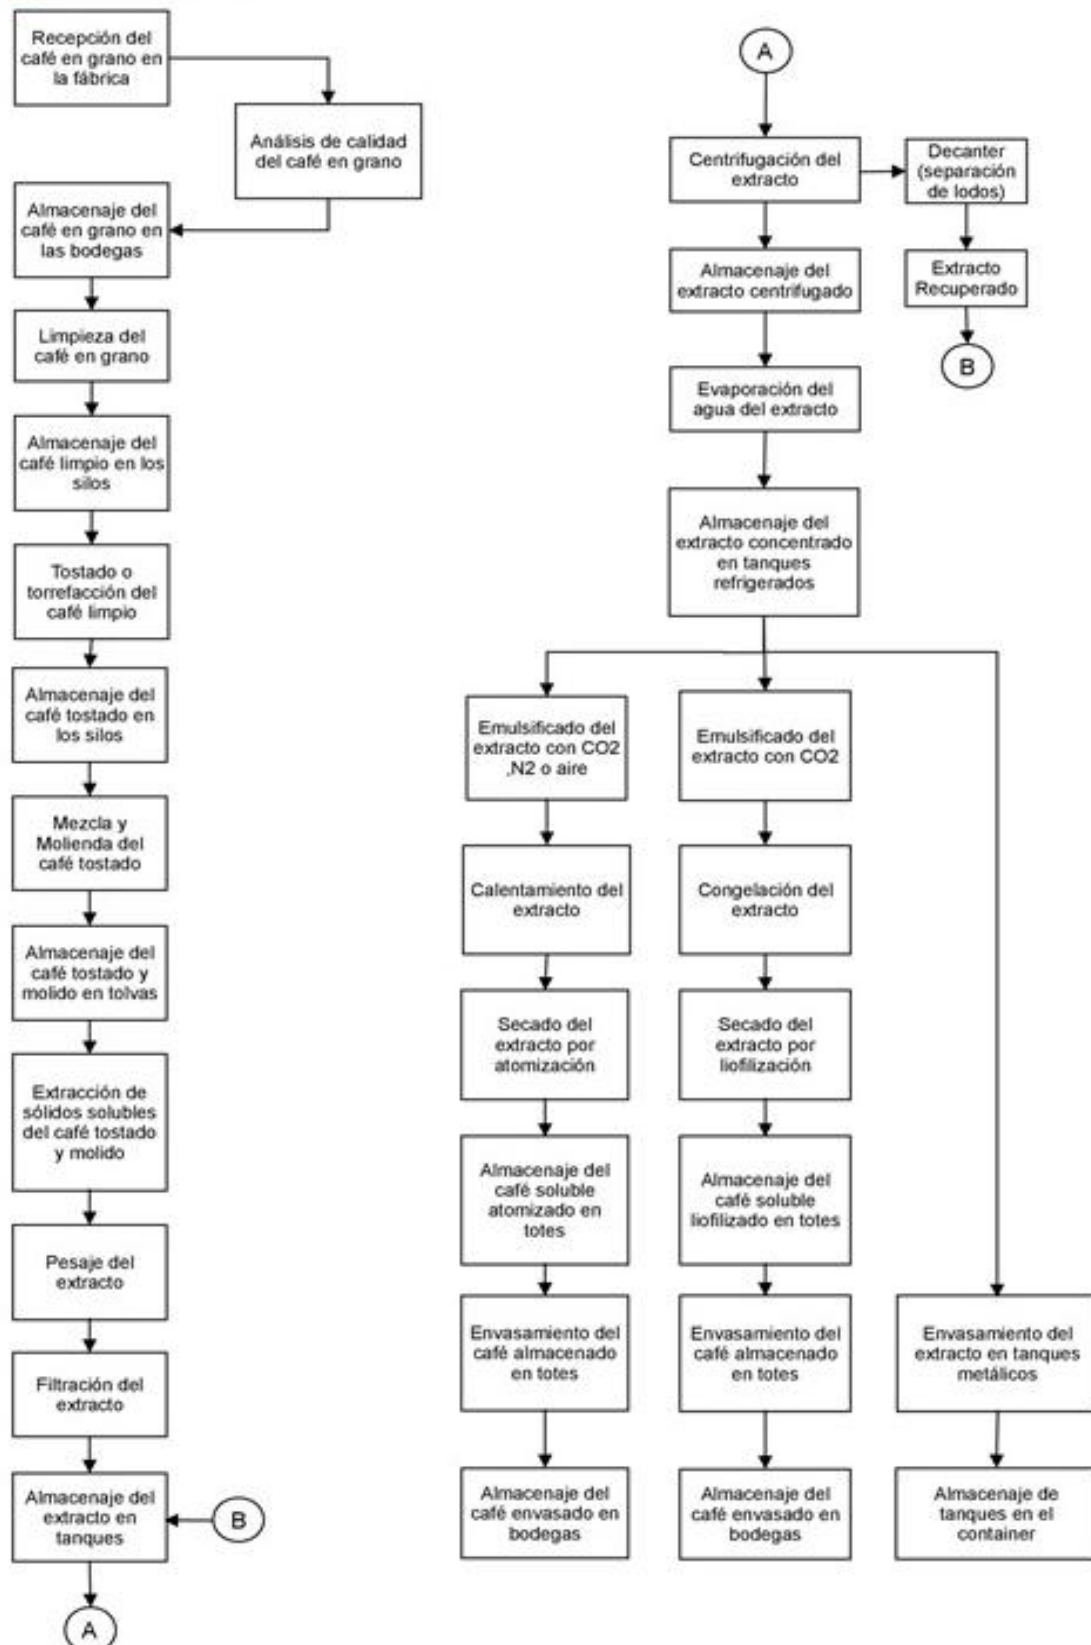 Recepción del
café en grano en
la fábrica
Análisis de calidad
del café en grano
Almacenaje del
café en grano en
las bodegas
Limpieza del
café en grano
Almacenaje del
café limpio en los
silos
Tostado o
torrefacción del
café limpio
Almacenaje del
café tostado en
los silos
Mezcla y
Molienda del
café tostado
Almacenaje del
café tostado y
molido en tolvas
Extracción de
sólidos solubles
del café tostado
y molido
Pesaje del
extracto
Filtración del
extracto
Almacenaje del
extracto en
tanques
B
A
A
Centrifugación del
extracto
Decanter
(separación
de lodos)
Almacenaje del
extracto centrifugado
Extracto
Recuperado
B
Evaporación del
agua del extracto
Almacenaje del
extracto concentrado
en tanques
refrigerados
Emulsificado del
extracto con CO2
,N2 o aire
Calentamiento del
extracto
Secado del
extracto por
atomización
Almacenaje del
café soluble
atomizado en
totes
Envasamiento del
café almacenado
en totes
Almacenaje del
café envasado en
bodegas
Emulsificado del
extracto con CO2
Congelación del
extracto
Secado del
extracto por
liofilización
Almacenaje del
café soluble
liofilizado en totes
Envasamiento del
café almacenado
en totes
Almacenaje del
café envasado en
bodegas
Envasamiento del
extracto en tanques
metálicos
Almacenaje de
tanques en el
container